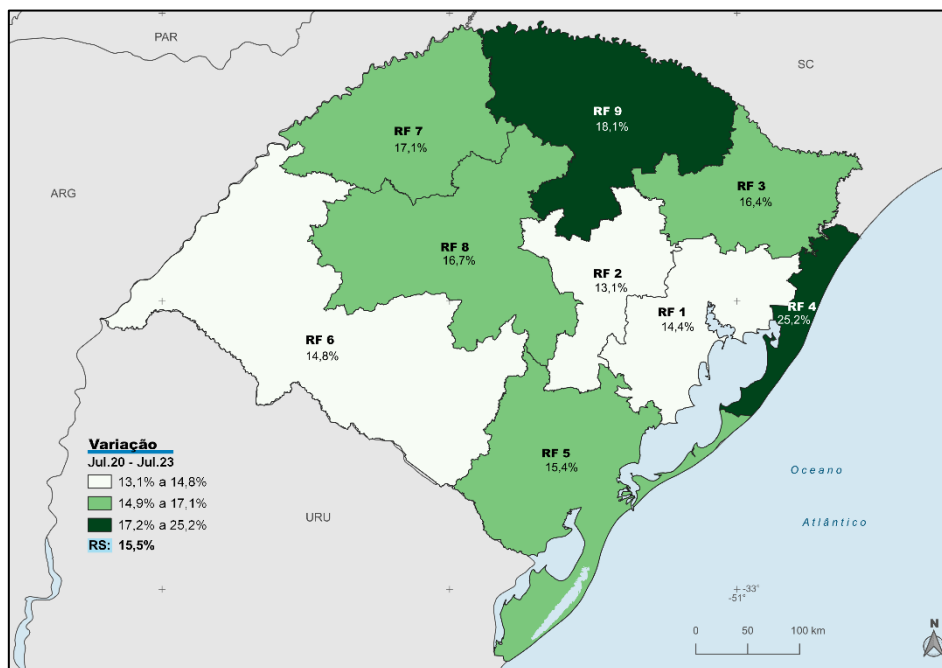 PAR
SC
RF 9
18,1%
RF 7
17,1%
RF 3
16,4%
ARG
RF 8
16,7%
RF 2
13,1%
RF 1
14,4%
RF 4
25,2%
RF 6
14,8%
RF 5
15,4%
Variação
Jul.20 - Jul.23
13,1% a 14,8%
14,9% a 17,1%
17,2% a 25,2%
RS: 15,5%
URU
Oceano
Atlântico
-33°
-51°
0 50 100 km
N